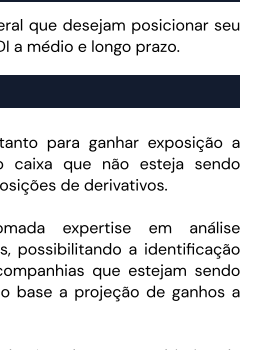 eral que desejam posicionar seu
DI a médio e longo prazo.
tanto para ganhar exposição a
caixa que não esteja sendo
osições de derivativos.
omada expertise em análise
s, possibilitando a identificação
companhias que estejam sendo
o base a projeção de ganhos a